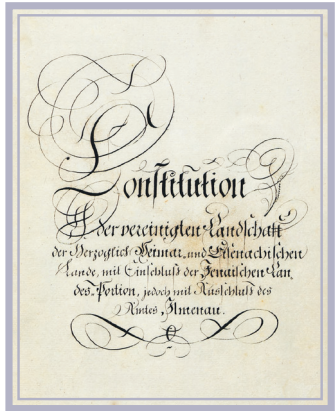 Constitution
der vereinigten Landschaft
der Herzoglich Weimar- und Eisenachischen
Lande, mit Einschluß der Jenaischen Lan
des-Portion, jedoch mit Ausschluß des
Amtes Ilmenau.